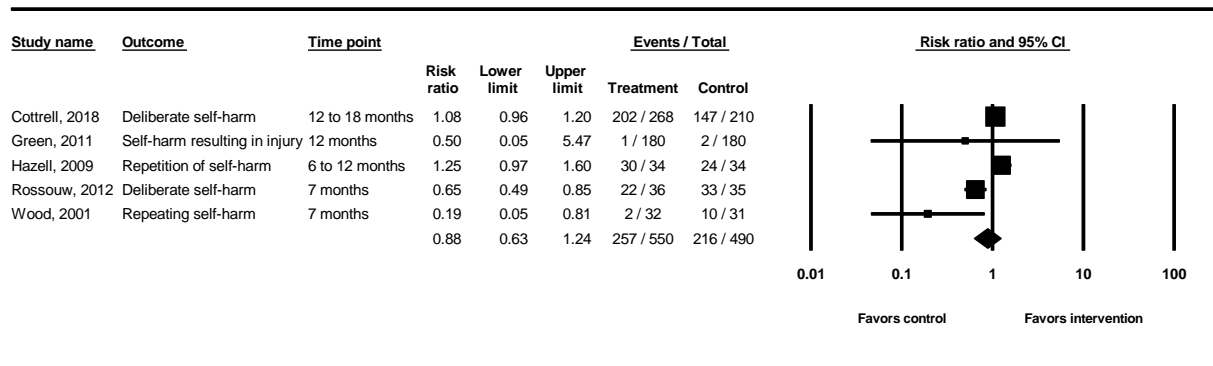 Study name Outcome Time point Events / Total Risk ratio and 95% CI
Risk ratio Lower limit Upper limit Treatment Control
Cottrell, 2018 Deliberate self-harm 12 to 18 months 1.08 0.96 1.20 202 / 268 147 / 210
Green, 2011 Self-harm resulting in injury 12 months 0.50 0.05 5.47 1 / 180 2 / 180
Hazell, 2009 Repetition of self-harm 6 to 12 months 1.25 0.97 1.60 30 / 34 24 / 34
Rossouw, 2012 Deliberate self-harm 7 months 0.65 0.49 0.85 22 / 36 33 / 35
Wood, 2001 Repeating self-harm 7 months 0.19 0.05 0.81 2 / 32 10 / 31
0.88 0.63 1.24 257 / 550 216 / 490
0.01 0.1 1 10 100
Favors control Favors intervention